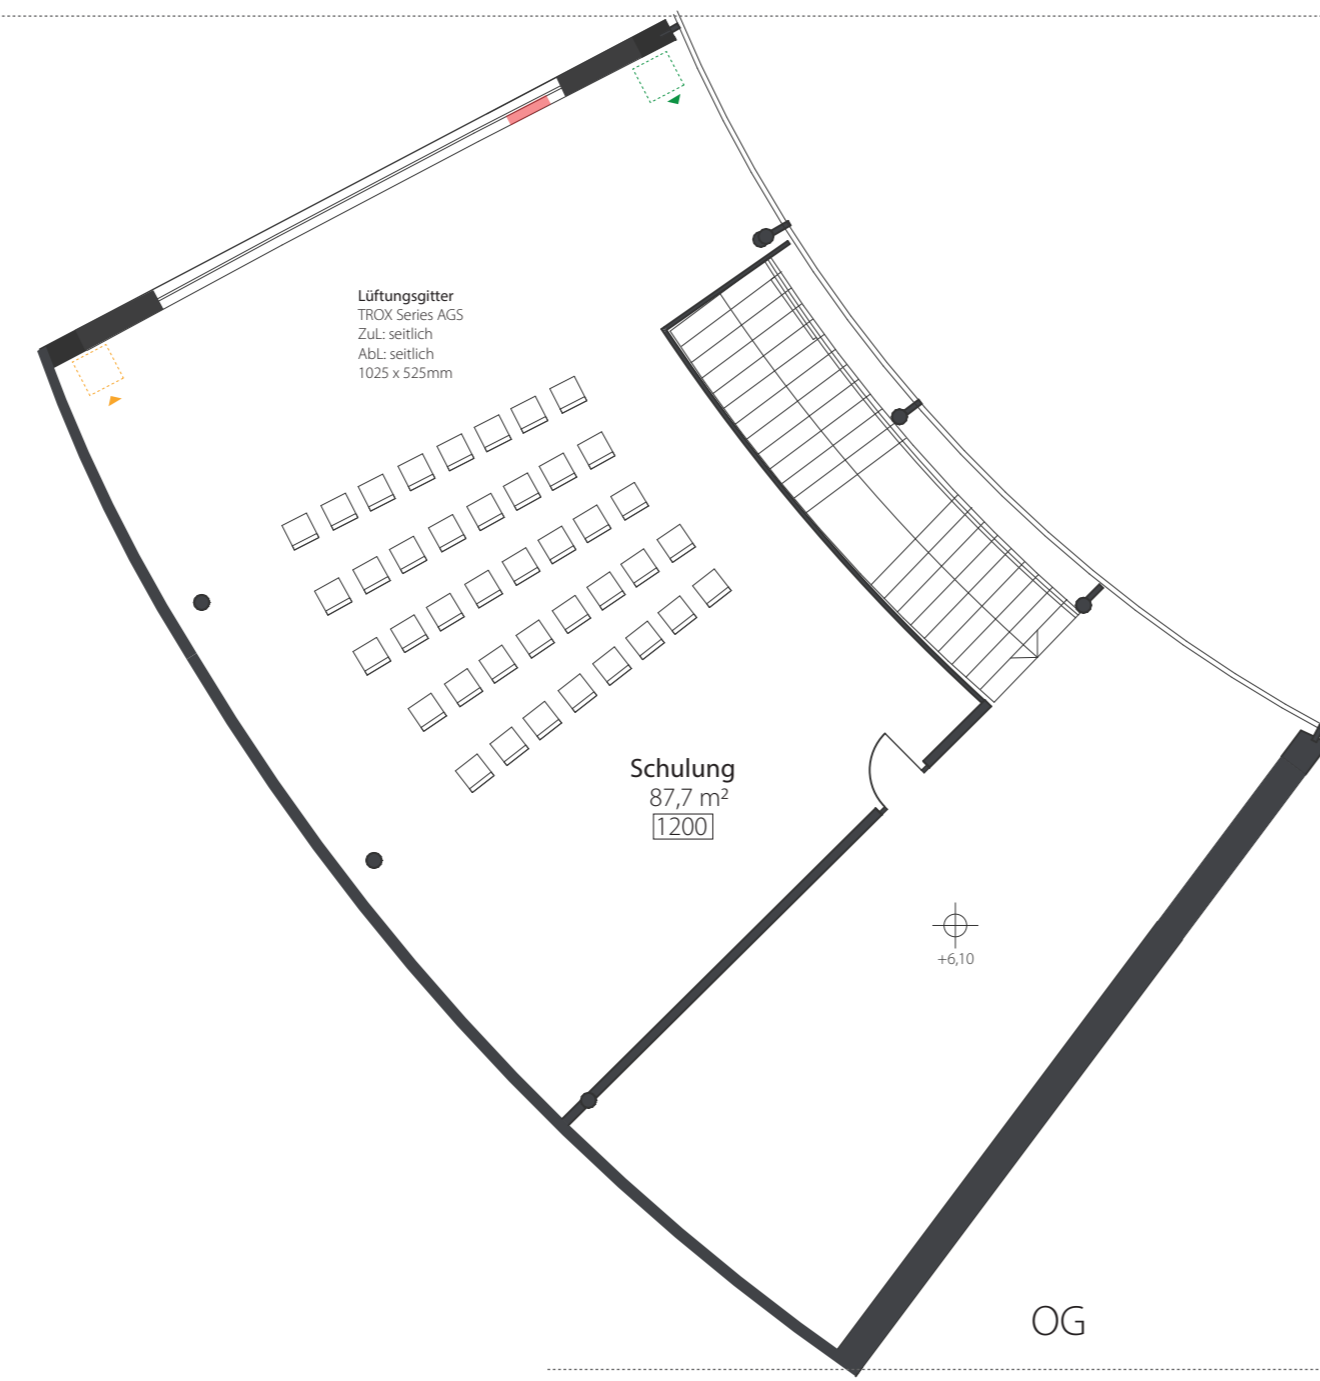 Lüftungsgitter
TROX Series AGS
ZuL: seitlich
AbL: seitlich
1025 x 525mm
Schulung
87,7 m²
1200
+6,10
OG